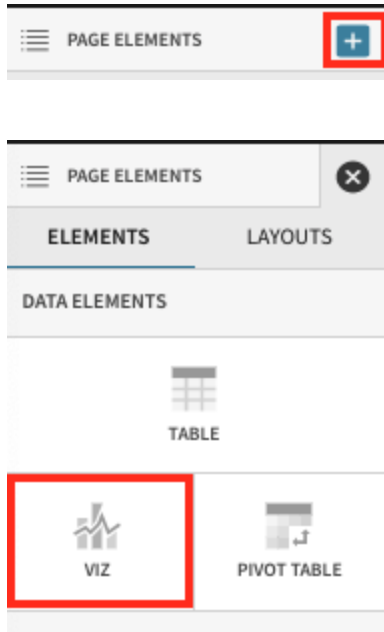 PAGE ELEMENTS
PAGE ELEMENTS
ELEMENTS LAYOUTS
DATA ELEMENTS
TABLE
VIZ PIVOT TABLE